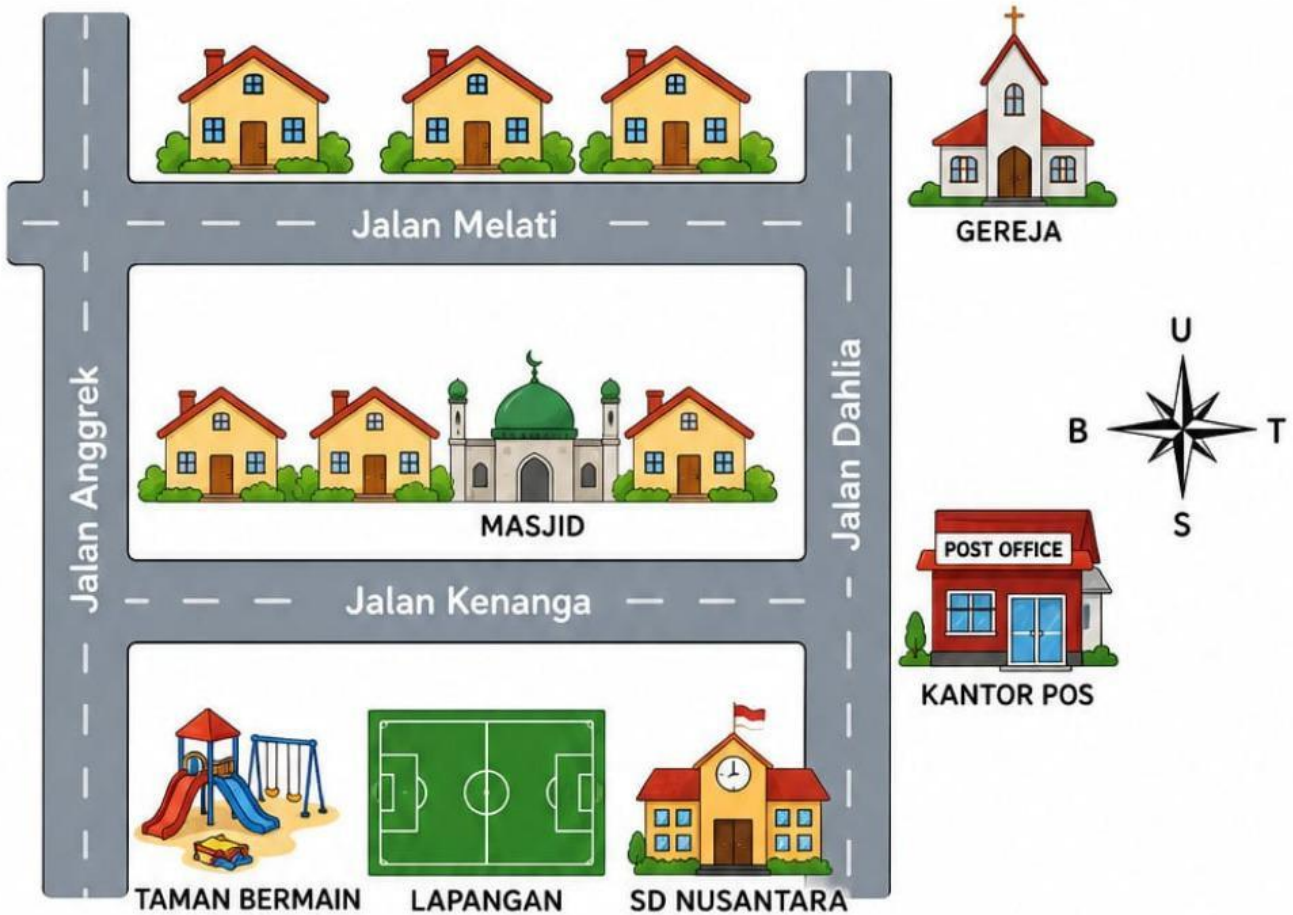 GEREJA
Jalan Melati
U
B
T
S
Jalan Anggrek
Jalan Dahlia
MASJID
POST OFFICE
Jalan Kenanga
KANTOR POS
TAMAN BERMAIN
LAPANGAN
SD NUSANTARA